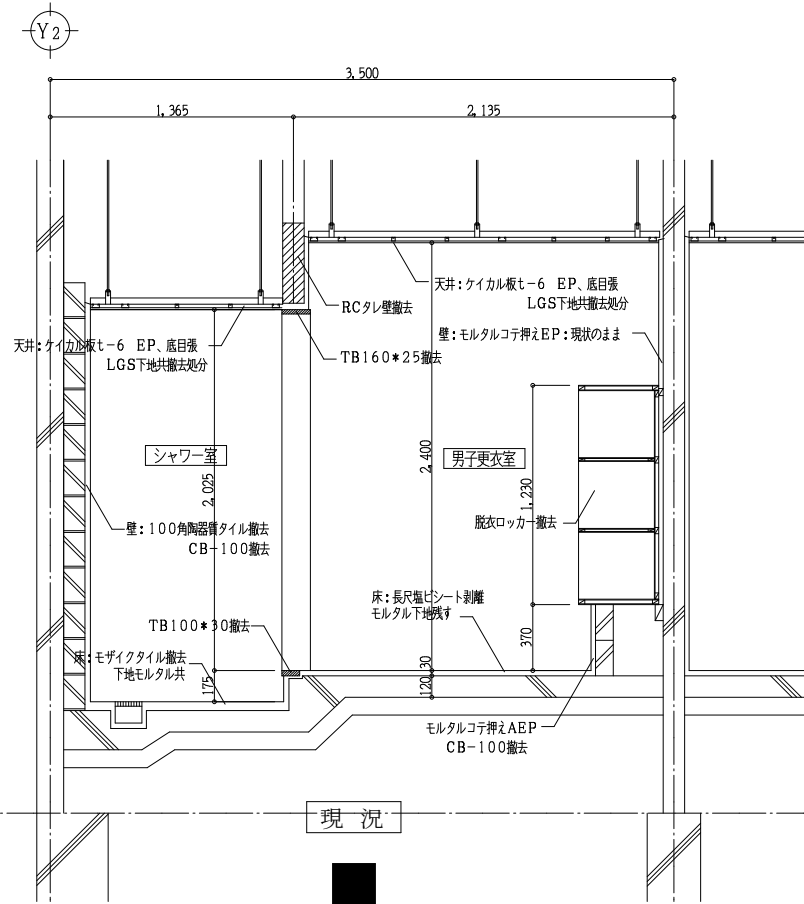 Y2
3,500
1,365
2,135
天井:ケイカル板t-6 EP、底目張
LGS下地共撤去処分
RCタレ壁撤去
壁:モルタルコテ押えEP:現状のまま
天井:ケイカル板t-6 EP、底目張
LGS下地共撤去処分
TB160*25撤去
シャワー室
2,025
2,400
男子更衣室
1,230
脱衣ロッカー撤去
壁:100角陶器質タイル撤去
CB-100撤去
床:長尺塩ビシート剥離
モルタル下地残す
TB100*30撤去
370
床:モザイクタイル撤去
下地モルタル共
175
30
120
モルタルコテ押えAEP
CB-100撤去
現 況